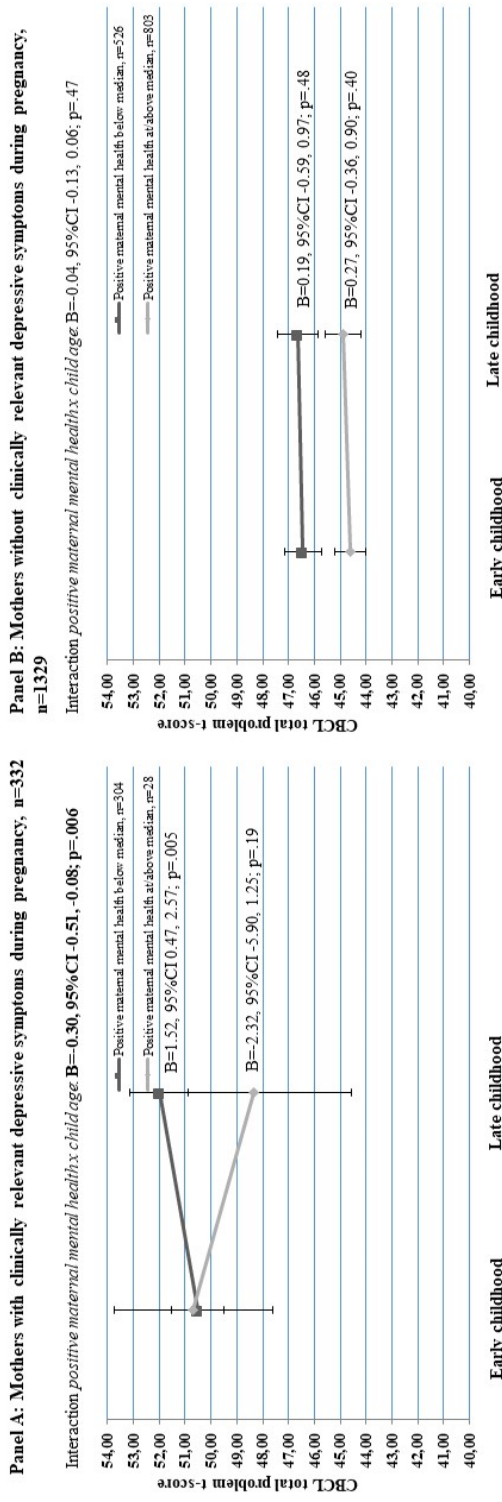 Panel A: Mothers with clinically relevant depressive symptoms during pregnancy, n=332
Interaction positive maternal mental health x child age: B=-0.30, 95%CI -0.51, -0.08; p=.006
CBCL total problem t-score
54,00
53,00
52,00
51,00
50,00
49,00
48,00
47,00
46,00
45,00
44,00
43,00
42,00
41,00
40,00
Positive maternal mental health below median, n=304
Positive maternal mental health at/above median, n=28
B=1.52, 95%CI 0.47, 2.57; p=.005
B=-2.32, 95%CI -5.90, 1.25; p=.19
Early childhood
Late childhood
Panel B: Mothers without clinically relevant depressive symptoms during pregnancy,
n=1329
Interaction positive maternal mental health x child age: B=-0.04, 95%CI -0.13, 0.06; p=.47
CBCL total problem t-score
54,00
53,00
52,00
51,00
50,00
49,00
48,00
47,00
46,00
45,00
44,00
43,00
42,00
41,00
40,00
Positive maternal mental health below median, n=526
Positive maternal mental health at/above median, n=803
B=0.19, 95%CI -0.59, 0.97; p=.48
B=0.27, 95%CI -0.36, 0.90; p=.40
Early childhood
Late childhood